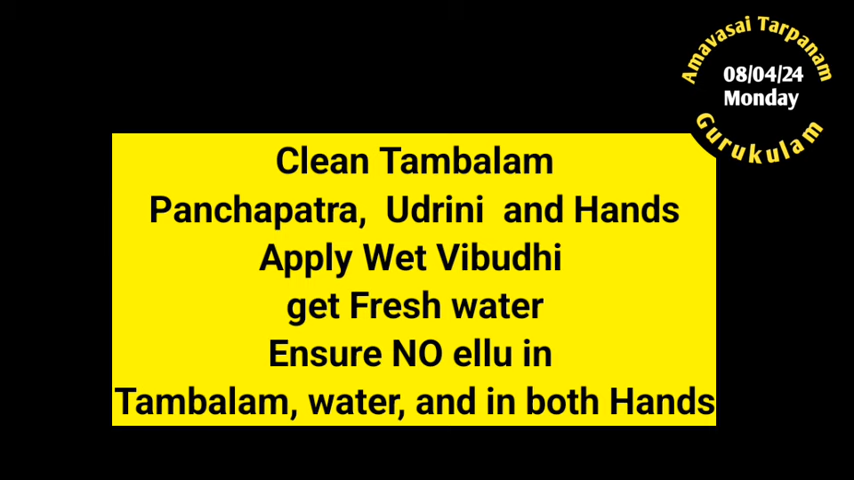 Amavasai Tarpanam
08/04/24
Monday
Gurukulam
Clean Tambalam
Panchapatra, Udrini and Hands
Apply Wet Vibudhi
get Fresh water
Ensure NO ellu in
Tambalam, water, and in both Hands